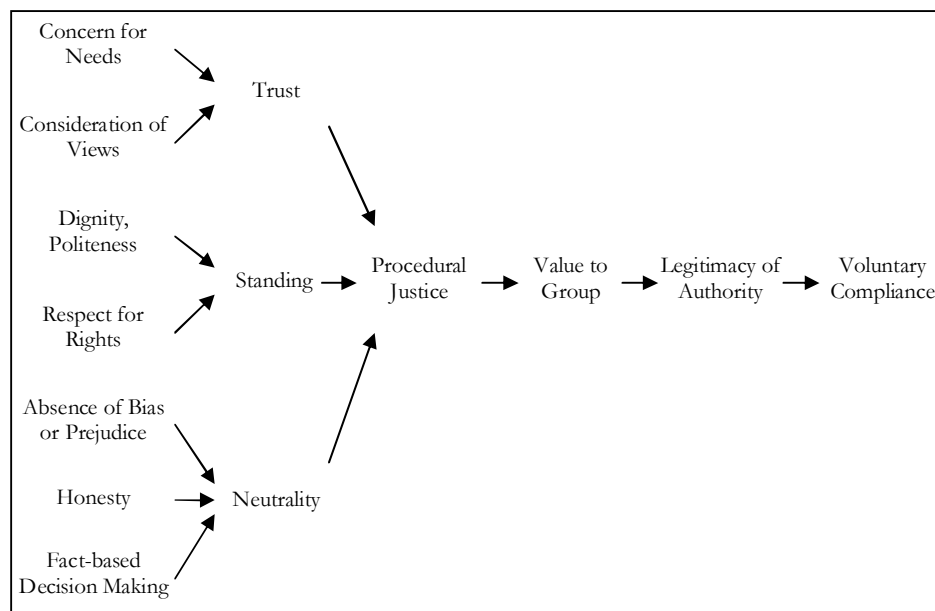 Concern for
Needs
Trust
Consideration of
Views
Dignity,
Politeness
Standing
Procedural
Justice
Value to
Group
Legitimacy of
Authority
Voluntary
Compliance
Respect for
Rights
Absence of Bias
or Prejudice
Honesty
Neutrality
Fact-based
Decision Making